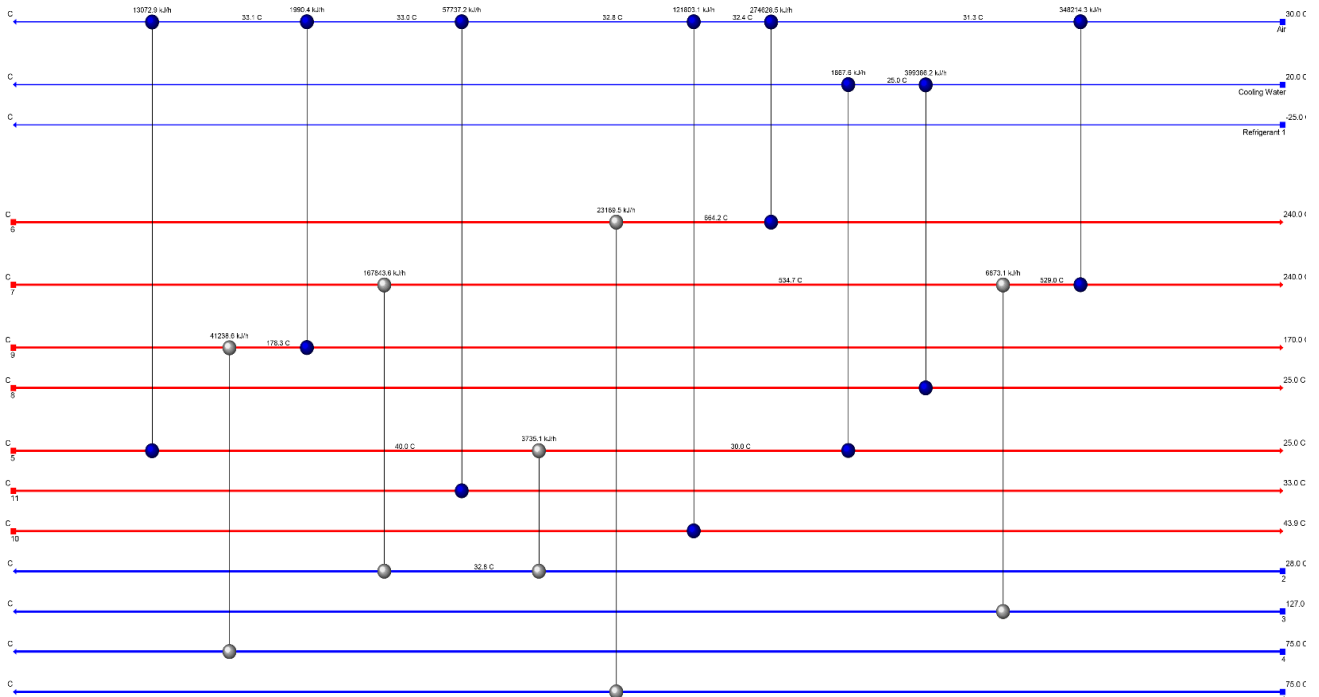 13072.9 kJ/h 1990.4 kJ/h 57737.2 kJ/h 121803.1 kJ/h 274628.5 kJ/h 348214.3 kJ/h
C 33.1 C 33.0 C 32.8 C 32.4 C 31.3 C 30.0 C
Air
1867.6 kJ/h 399366.2 kJ/h
C 25.0 C 20.0 C
Cooling Water
C -25.0
Refrigerant 1
23169.5 kJ/h
C 664.2 C 240.0 C
6
167843.6 kJ/h 6673.1 kJ/h
C 534.7 C 529.0 C 240.0 C
7
41238.6 kJ/h
C 178.3 C 170.0 C
9
C 25.0 C
8
3735.1 kJ/h
C 40.0 C 30.0 C 25.0 C
5
C 33.0 C
11
C 43.9 C
10
C 32.8 C 28.0 C
2
C 127.0
3
C 75.0 C
4
C 75.0 C